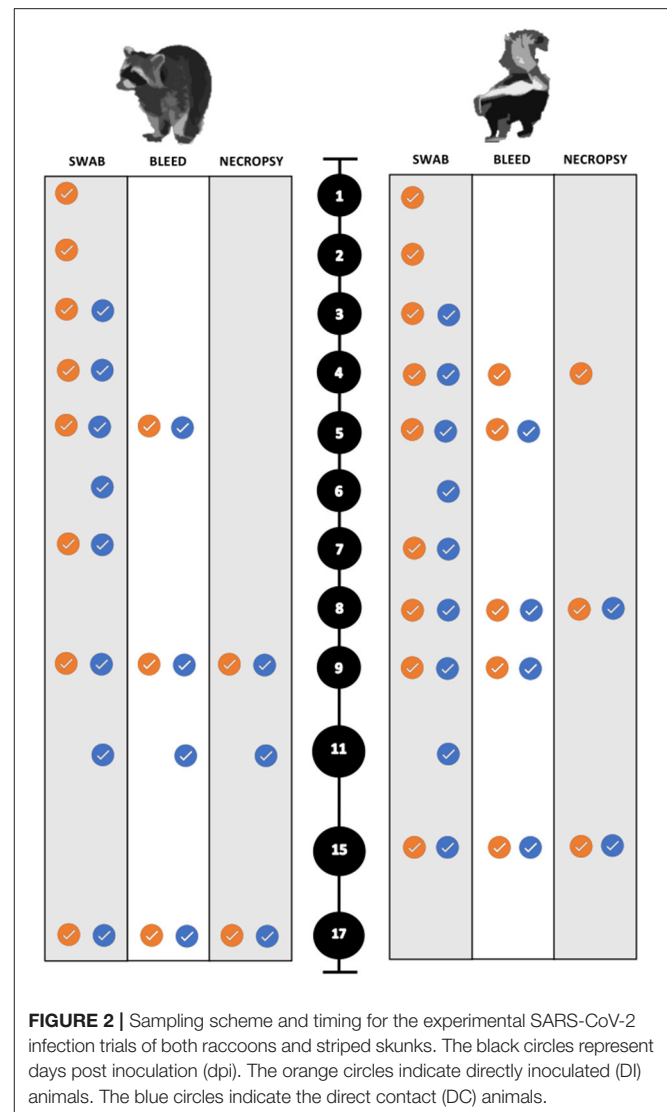 SWAB BLEED NECROPSY
SWAB BLEED NECROPSY
1
2
3
4
5
6
7
8
9
11
15
17
FIGURE 2 | Sampling scheme and timing for the experimental SARS-CoV-2
infection trials of both raccoons and striped skunks. The black circles represent
days post inoculation (dpi). The orange circles indicate directly inoculated (DI)
animals. The blue circles indicate the direct contact (DC) animals.